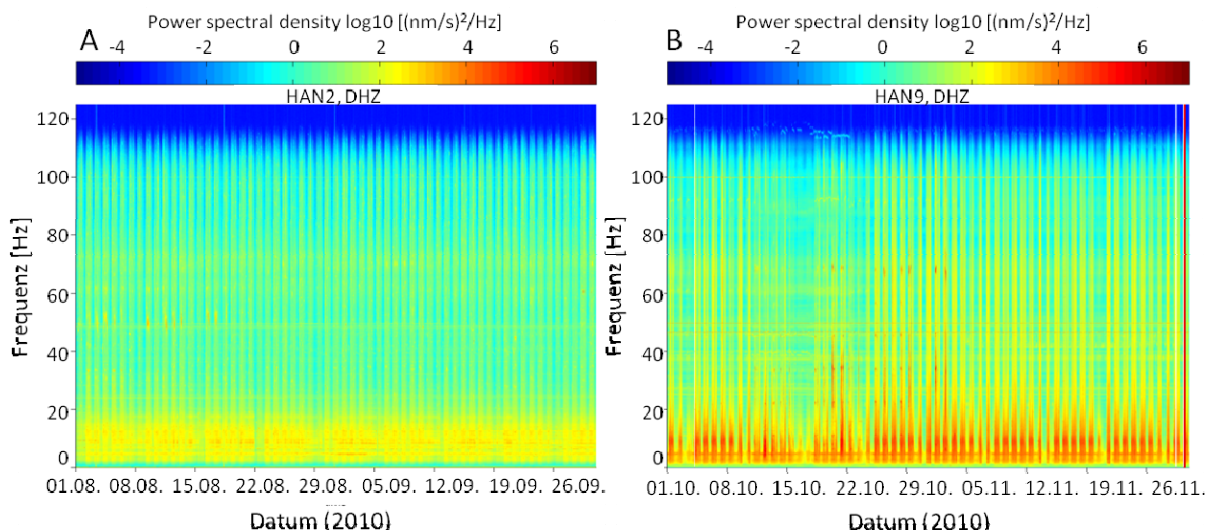 A Power spectral density log10 [(nm/s)²/Hz]
-4 -2 0 2 4 6
HAN2, DHZ
Frequenz [Hz]
120
100
80
60
40
20
0
01.08. 08.08. 15.08. 22.08. 29.08. 05.09. 12.09. 19.09. 26.09.
Datum (2010)
B Power spectral density log10 [(nm/s)²/Hz]
-4 -2 0 2 4 6
HAN9, DHZ
Frequenz [Hz]
120
100
80
60
40
20
0
01.10. 08.10. 15.10. 22.10. 29.10. 05.11. 12.11. 19.11. 26.11.
Datum (2010)